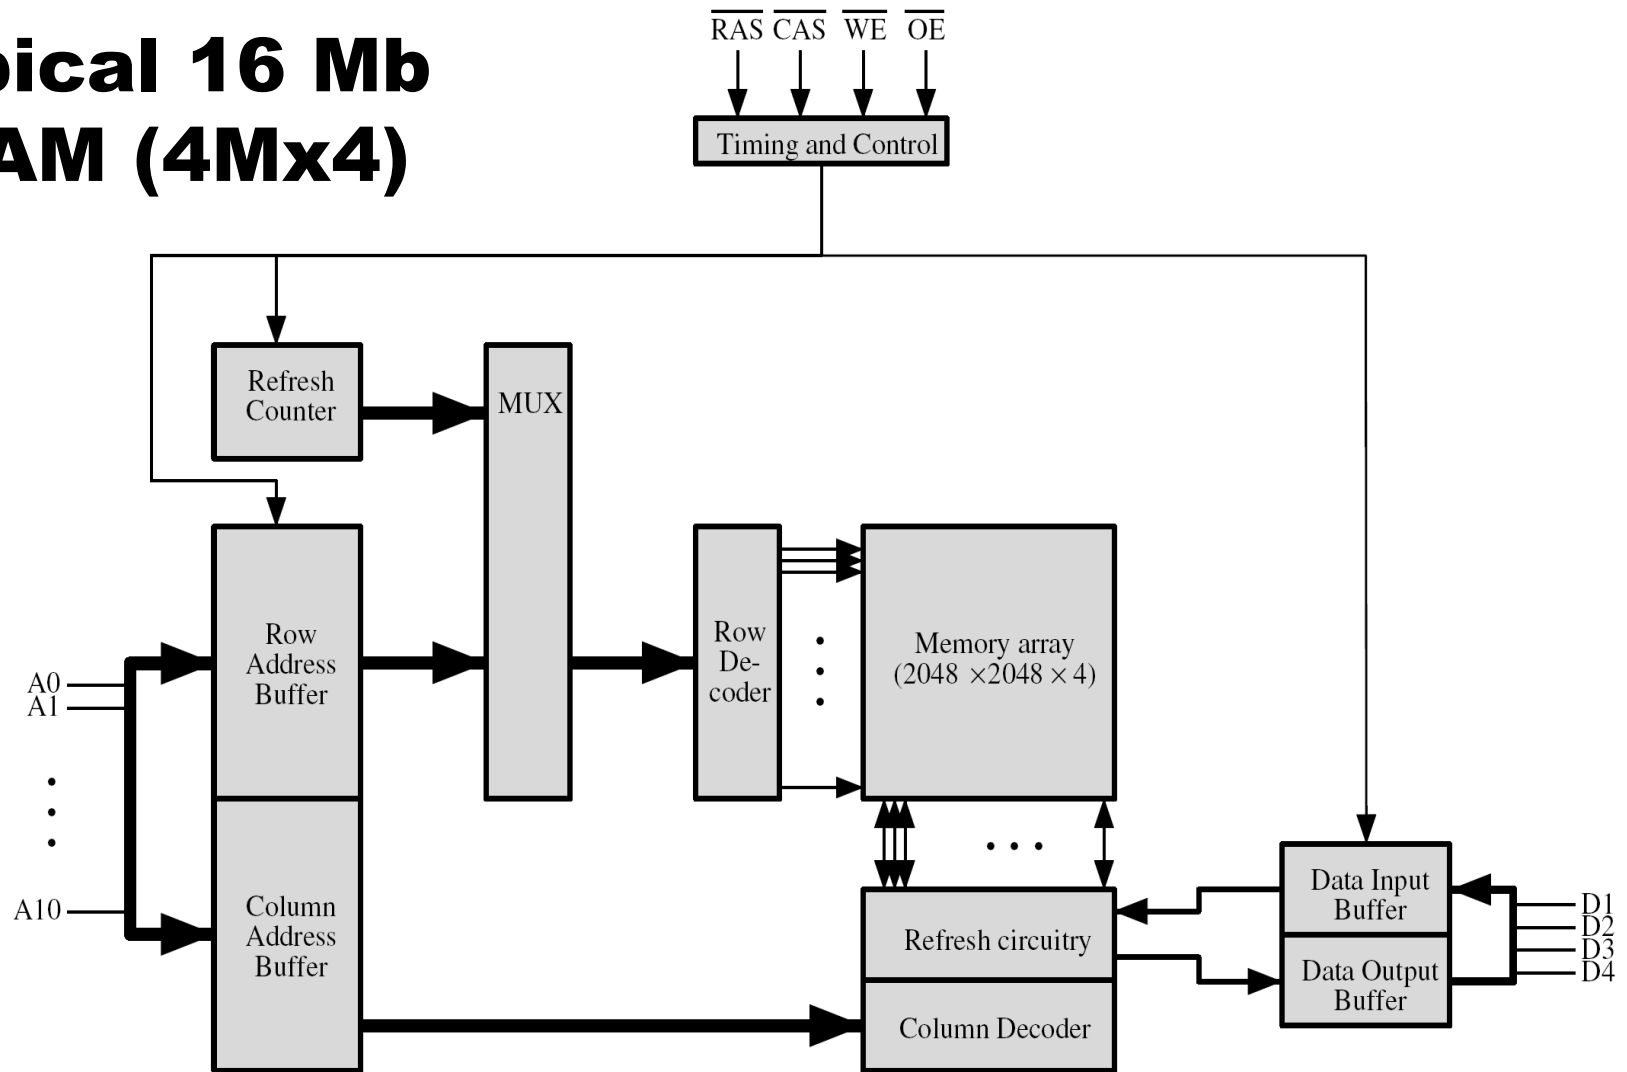 pical 16 Mb
AM (4Mx4)
RAS CAS WE OE
Timing and Control
Refresh
Counter
MUX
Row
Address
Buffer
Row
De-
coder
Memory array
(2048 ×2048 × 4)
A0
A1
A10
Column
Address
Buffer
Refresh circuitry
Column Decoder
Data Input
Buffer
Data Output
Buffer
D1
D2
D3
D4